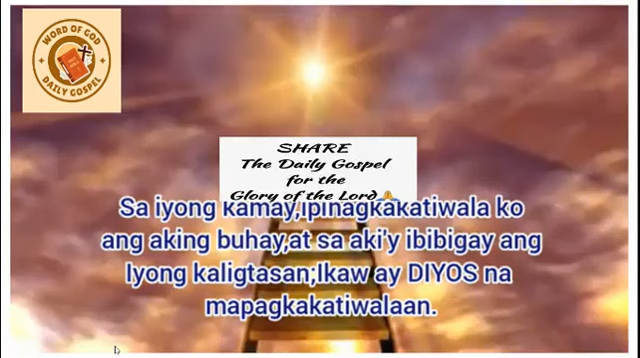 WORD OF GOD
DAILY GOSPEL
SHARE
The Daily Gospel
for the
Glory of the Lord🙏
Sa iyong kamay,ipinagkakatiwala ko
ang aking buhay,at sa aki'y ibibigay ang
Iyong kaligtasan;Ikaw ay DIYOS na
mapagkakatiwalaan.